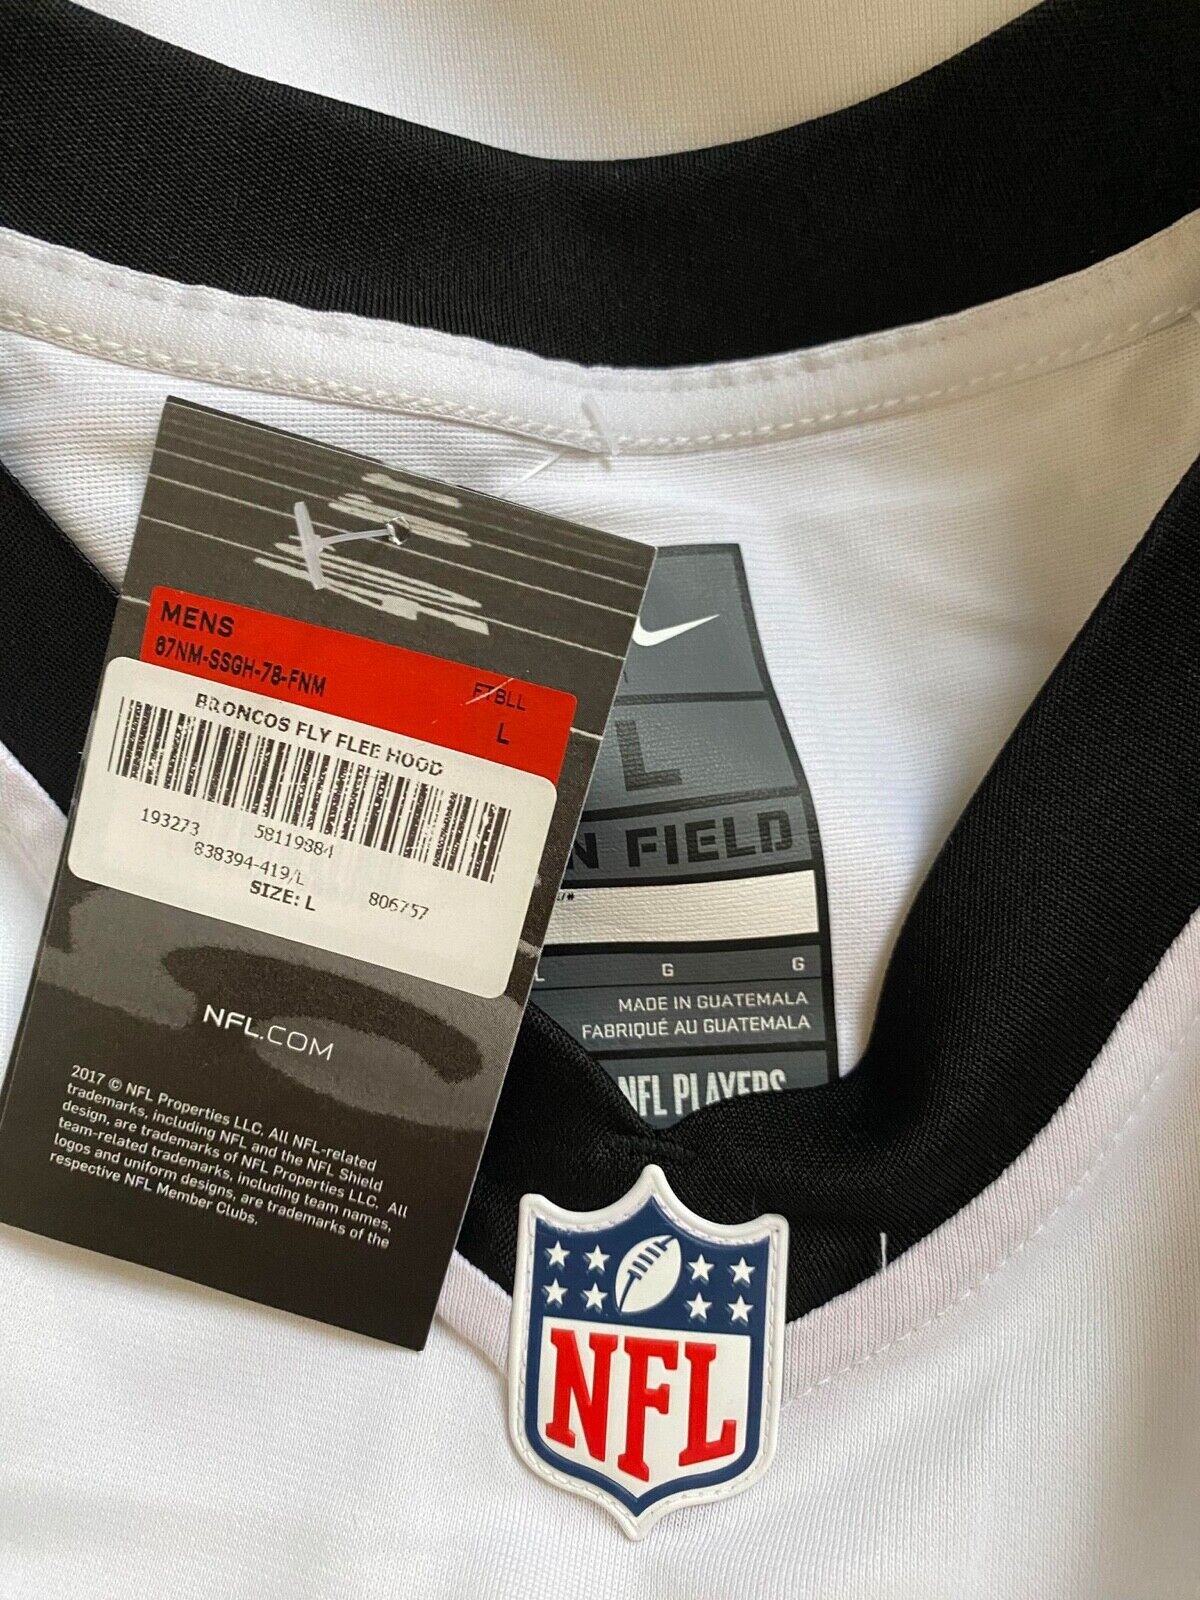 MENS
87NM-SSGH-78-FNM
FTBLL
L
BRONCOS FLY FLEE HOOD
193273 58119884
838394-419/L
SIZE: L 806757
NFL.COM
2017 © NFL Properties LLC. All NFL-related
trademarks, including NFL and the NFL Shield
design, are trademarks of NFL Properties LLC. All
team-related trademarks, including team names,
logos and uniform designs, are trademarks of the
respective NFL Member Clubs.
L
N FIELD
L G G
MADE IN GUATEMALA
FABRIQUÉ AU GUATEMALA
NFL PLAYERS
NFL